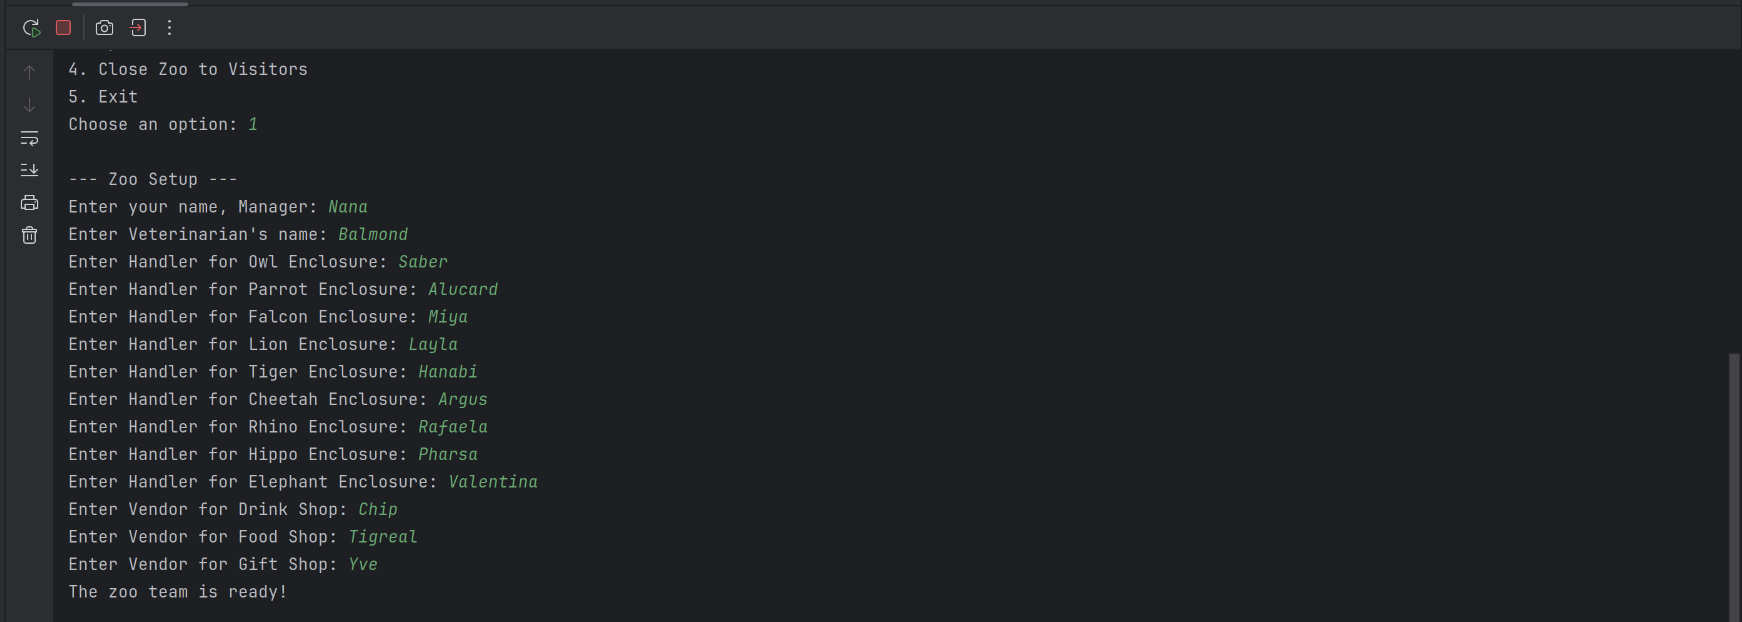 4. Close Zoo to Visitors
5. Exit
Choose an option: 1
--- Zoo Setup ---
Enter your name, Manager: Nana
Enter Veterinarian's name: Balmond
Enter Handler for Owl Enclosure: Saber
Enter Handler for Parrot Enclosure: Alucard
Enter Handler for Falcon Enclosure: Miya
Enter Handler for Lion Enclosure: Layla
Enter Handler for Tiger Enclosure: Hanabi
Enter Handler for Cheetah Enclosure: Argus
Enter Handler for Rhino Enclosure: Rafaela
Enter Handler for Hippo Enclosure: Pharsa
Enter Handler for Elephant Enclosure: Valentina
Enter Vendor for Drink Shop: Chip
Enter Vendor for Food Shop: Tigreal
Enter Vendor for Gift Shop: Yve
The zoo team is ready!